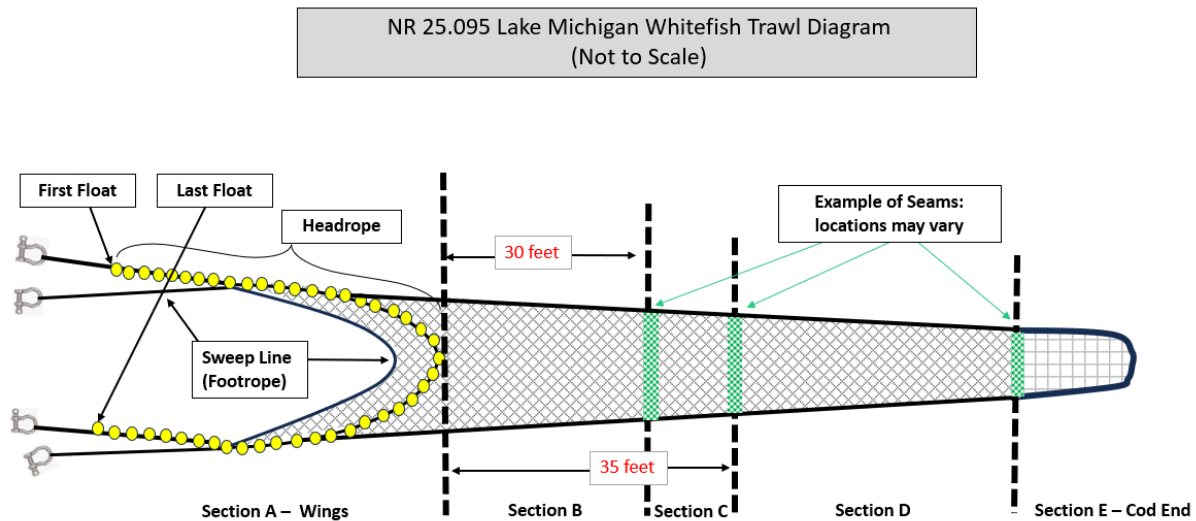 NR 25.095 Lake Michigan Whitefish Trawl Diagram
(Not to Scale)
First Float
Last Float
Headrope
Example of Seams:
locations may vary
30 feet
Sweep Line
(Footrope)
35 feet
Section A – Wings
Section B
Section C
Section D
Section E – Cod End